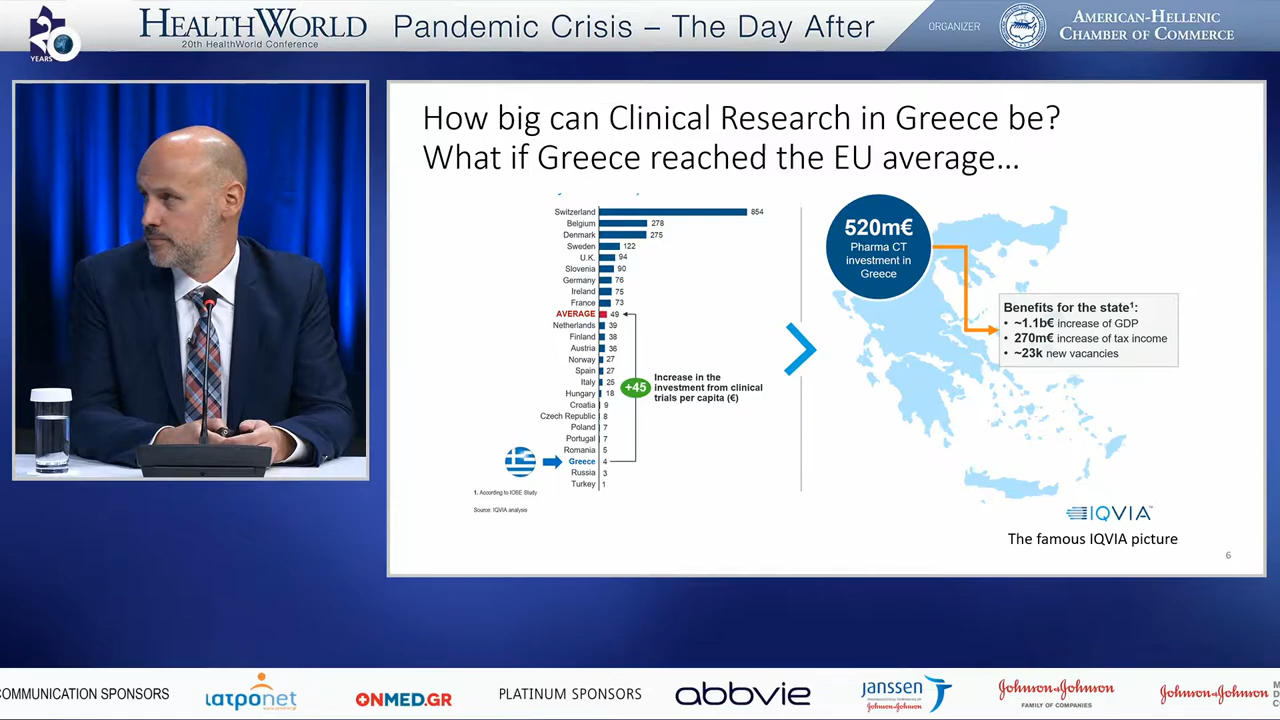 20
YEARS
HEALTHWORLD
20th HealthWorld Conference
Pandemic Crisis – The Day After
ORGANIZER
AMERICAN-HELLENIC
CHAMBER OF COMMERCE
How big can Clinical Research in Greece be?
What if Greece reached the EU average...
Switzerland 854
Belgium 278
Denmark 275
Sweden 122
U.K. 94
Slovenia 90
Germany 76
Ireland 75
France 73
AVERAGE 49
Netherlands 39
Finland 38
Austria 36
Norway 27
Spain 27
Italy 25
Hungary 18
Croatia 9
Czech Republic 8
Poland 7
Portugal 7
Romania 5
Greece 4
Russia 3
Turkey 1
+45
Increase in the
investment from clinical
trials per capita (€)
1. According to IOBE Study
Source: IQVIA analysis
520m€
Pharma CT
investment in
Greece
Benefits for the state¹:
• ~1.1b€ increase of GDP
• 270m€ increase of tax income
• ~23k new vacancies
IQVIA™
The famous IQVIA picture
6
COMMUNICATION SPONSORS
ιατρονet
ONMED.GR
PLATINUM SPONSORS
abbvie
janssen
Johnson & Johnson
Johnson & Johnson
FAMILY OF COMPANIES
Johnson & Johnson